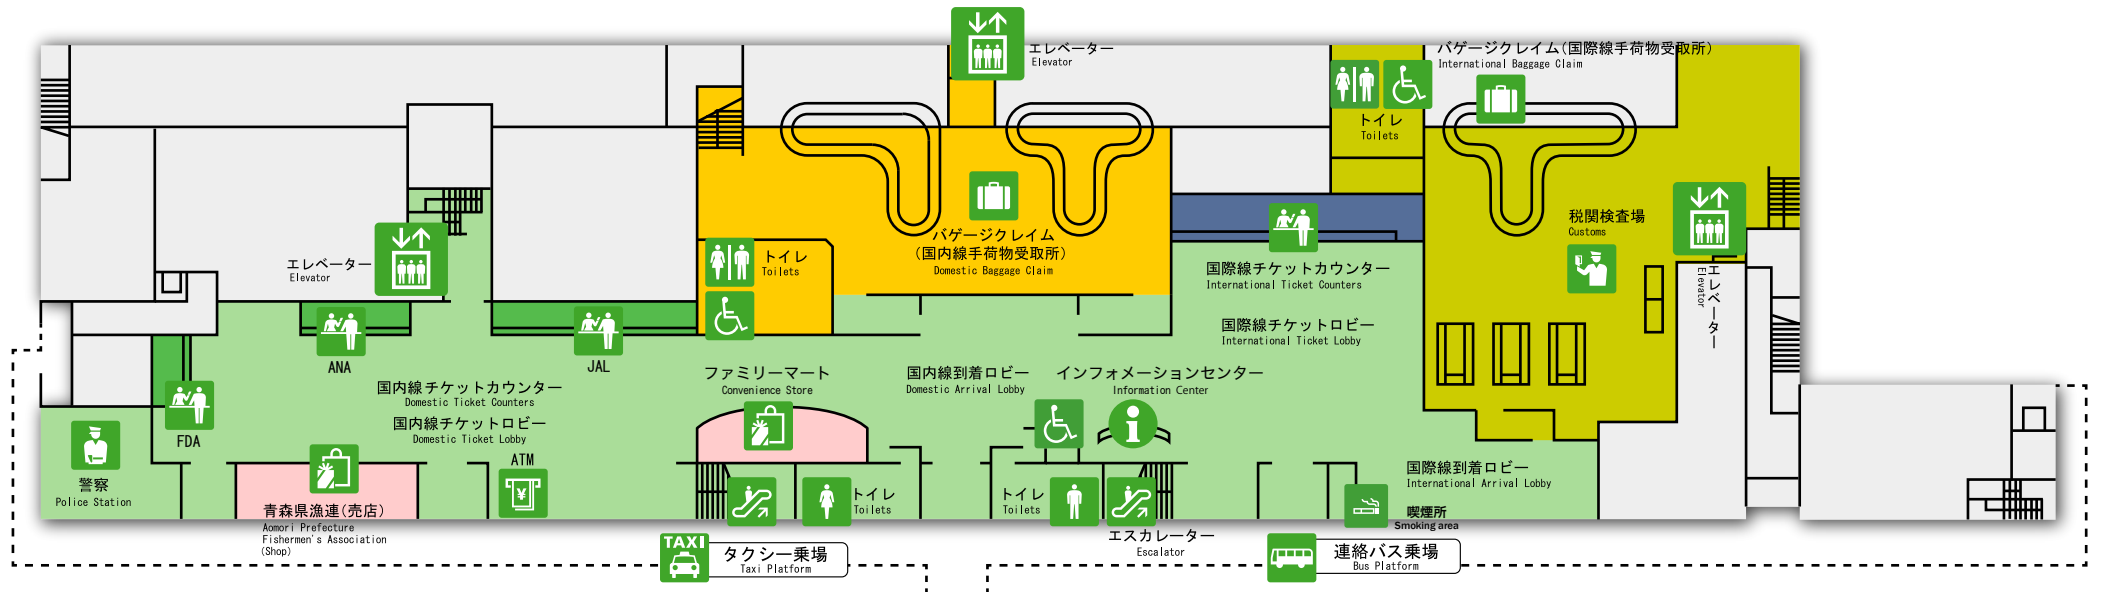 エレベーター
Elevator
バゲージクレイム(国際線手荷物受取所)
International Baggage Claim
トイレ
Toilets
バゲージクレイム
(国内線手荷物受取所)
Domestic Baggage Claim
税関検査場
Customs
エレベーター
Elevator
トイレ
Toilets
国際線チケットカウンター
International Ticket Counters
エレベーター
Elevator
国際線チケットロビー
International Ticket Lobby
ANA
JAL
FDA
国内線チケットカウンター
Domestic Ticket Counters
国内線チケットロビー
Domestic Ticket Lobby
ファミリーマート
Convenience Store
国内線到着ロビー
Domestic Arrival Lobby
インフォメーションセンター
Information Center
i
ATM
¥
警察
Police Station
青森県漁連(売店)
Aomori Prefecture
Fishermen's Association
(Shop)
トイレ
Toilets
トイレ
Toilets
エスカレーター
Escalator
国際線到着ロビー
International Arrival Lobby
喫煙所
Smoking area
TAXI
タクシー乗場
Taxi Platform
連絡バス乗場
Bus Platform